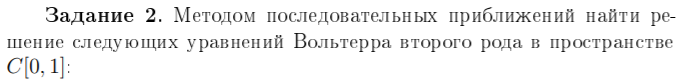 Задание 2. Методом последовательных приближений найти ре-
шение следующих уравнений Вольтерра второго рода в пространстве
C[0, 1]: